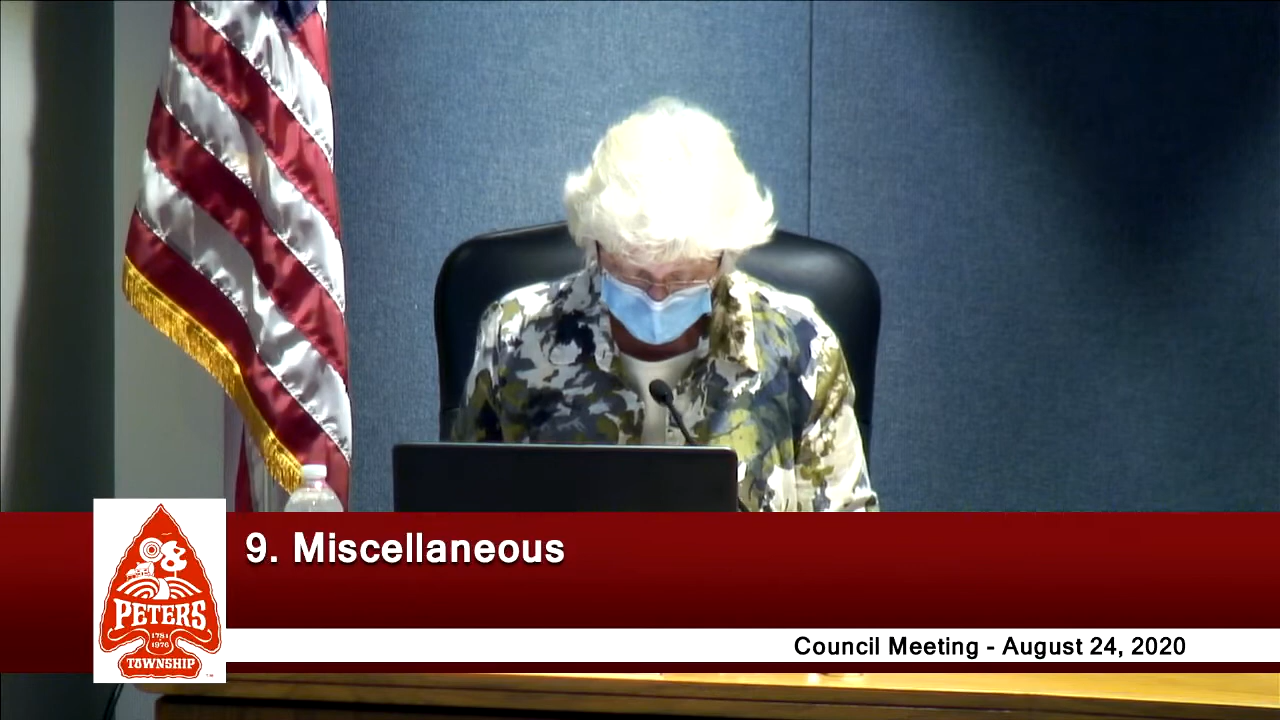 9. Miscellaneous
PETERS
1781
1976
TOWNSHIP
Council Meeting - August 24, 2020